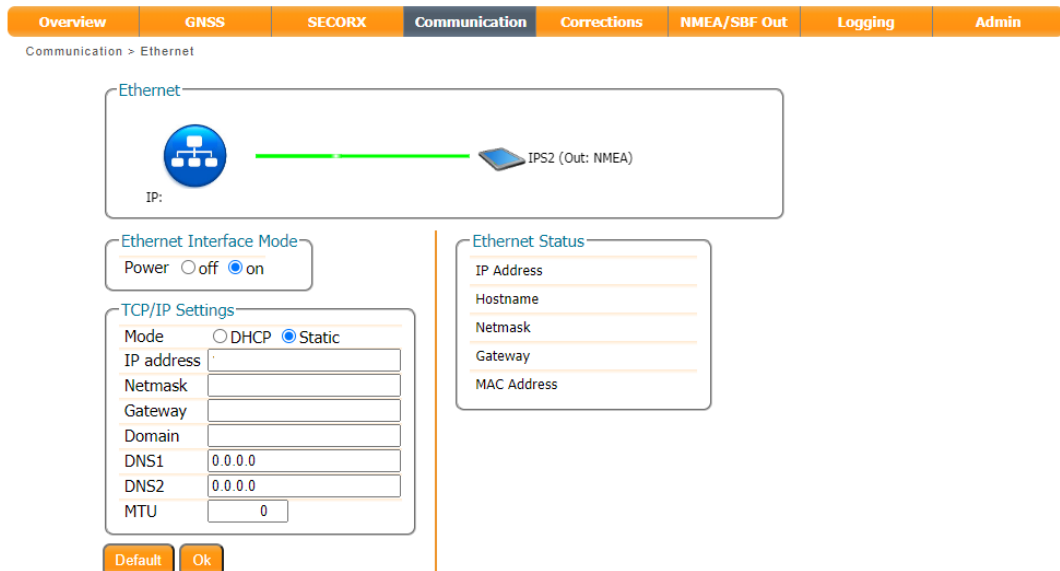 Overview GNSS SECORX Communication Corrections NMEA/SBF Out Logging Admin
Communication > Ethernet
Ethernet
IPS2 (Out: NMEA)
IP:
Ethernet Interface Mode
Power off on
TCP/IP Settings
Mode DHCP Static
IP address
Netmask
Gateway
Domain
DNS1 0.0.0.0
DNS2 0.0.0.0
MTU 0
Default Ok
Ethernet Status
IP Address
Hostname
Netmask
Gateway
MAC Address